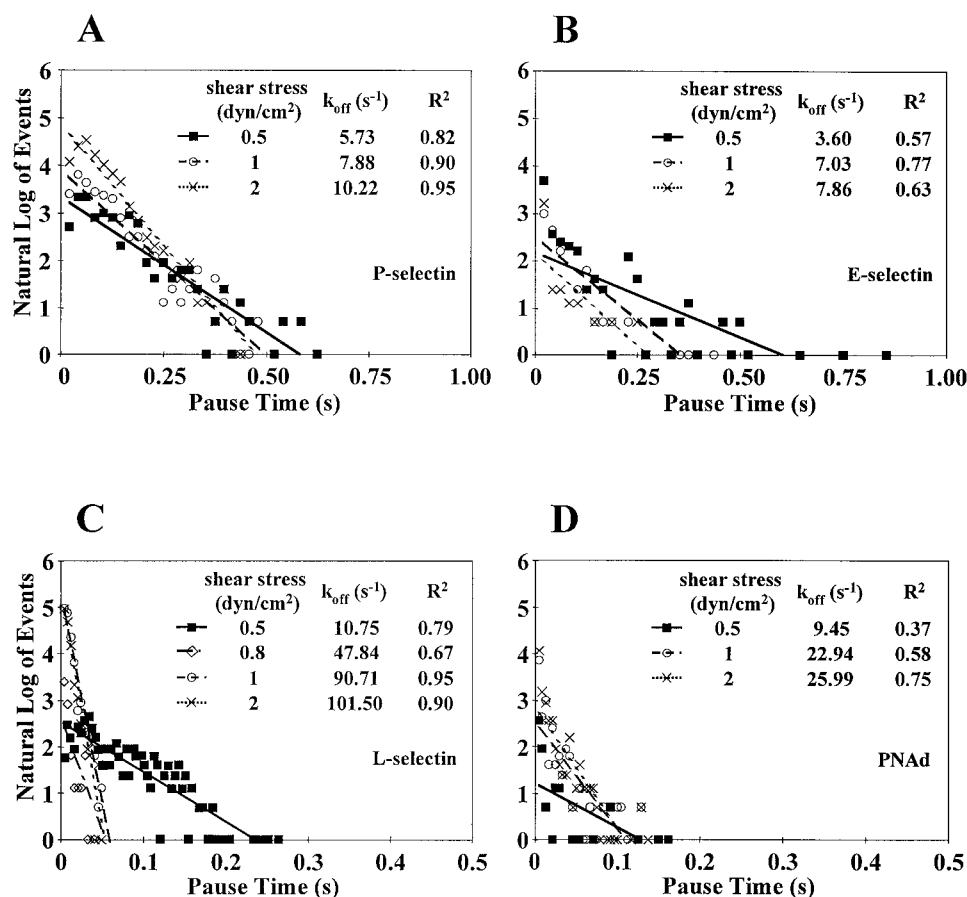 A
Natural Log of Events
6
5
4
3
2
1
0
shear stress (dyn/cm²) k_off (s⁻¹) R²
0.5 5.73 0.82
1 7.88 0.90
2 10.22 0.95
P-selectin
0 0.25 0.50 0.75 1.00
Pause Time (s)
B
6
5
4
3
2
1
0
shear stress (dyn/cm²) k_off (s⁻¹) R²
0.5 3.60 0.57
1 7.03 0.77
2 7.86 0.63
E-selectin
0 0.25 0.50 0.75 1.00
Pause Time (s)
C
Natural Log of Events
6
5
4
3
2
1
0
shear stress (dyn/cm²) k_off (s⁻¹) R²
0.5 10.75 0.79
0.8 47.84 0.67
1 90.71 0.95
2 101.50 0.90
L-selectin
0 0.1 0.2 0.3 0.4 0.5
Pause Time (s)
D
6
5
4
3
2
1
0
shear stress (dyn/cm²) k_off (s⁻¹) R²
0.5 9.45 0.37
1 22.94 0.58
2 25.99 0.75
PNAd
0 0.1 0.2 0.3 0.4 0.5
Pause Time (s)